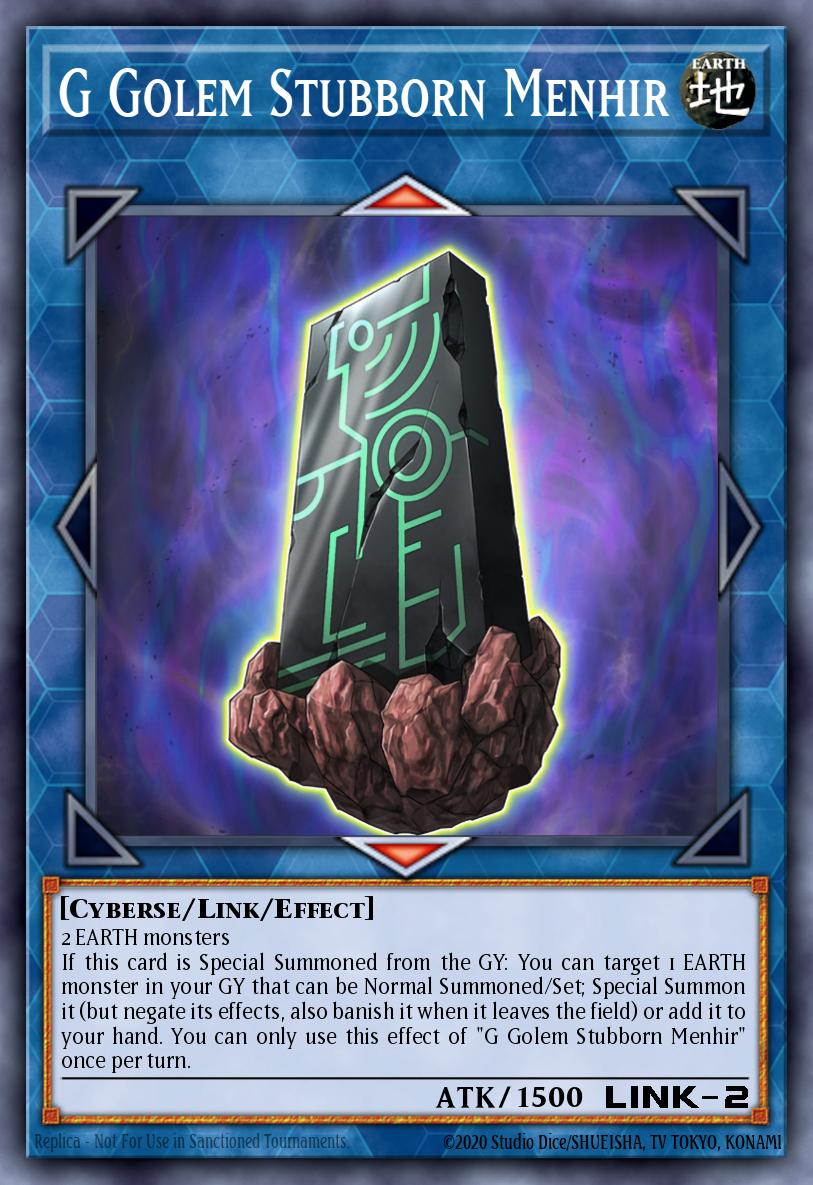 G Golem Stubborn Menhir
EARTH
地
[Cyberse/Link/Effect]
2 EARTH monsters
If this card is Special Summoned from the GY: You can target 1 EARTH
monster in your GY that can be Normal Summoned/Set; Special Summon
it (but negate its effects, also banish it when it leaves the field) or add it to
your hand. You can only use this effect of "G Golem Stubborn Menhir"
once per turn.
ATK/1500 LINK-2
Replica - Not For Use in Sanctioned Tournaments.
©2020 Studio Dice/SHUEISHA, TV TOKYO, KONAMI